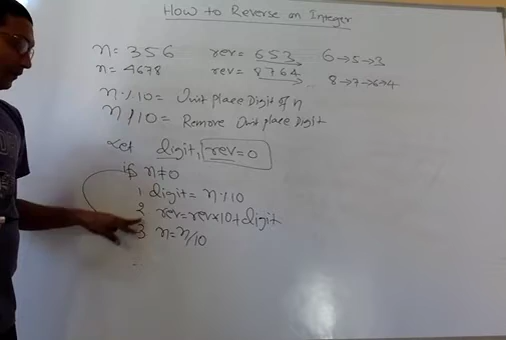 How to Reverse an Integer
n = 356 rev = 653 6→5→3
n = 4678 rev = 8764 8→7→6→4
n % 10 = Unit place Digit of n
n / 10 = Remove Unit place Digit
Let digit, rev = 0
if n ≠ 0
1 digit = n % 10
2 rev = rev × 10 + digit
3 n = n/10